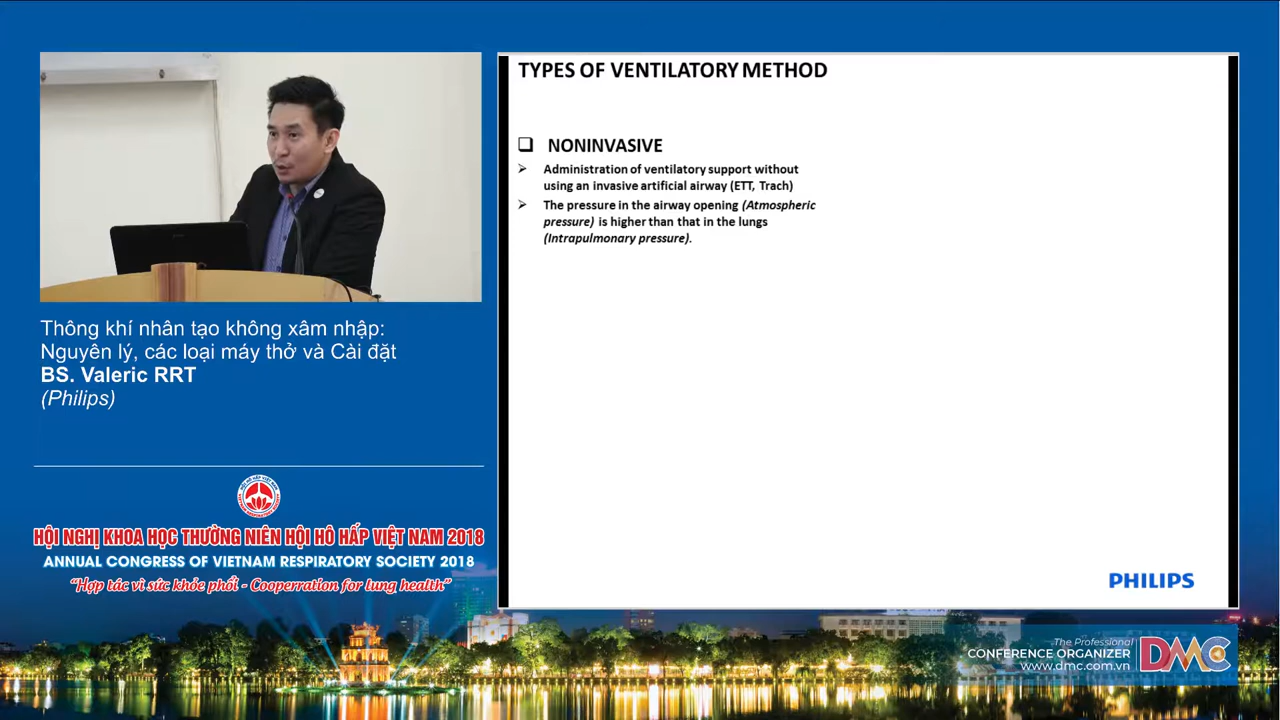 TYPES OF VENTILATORY METHOD
❑ NONINVASIVE
➢ Administration of ventilatory support without
using an invasive artificial airway (ETT, Trach)
➢ The pressure in the airway opening (Atmospheric
pressure) is higher than that in the lungs
(Intrapulmonary pressure).
PHILIPS
Thông khí nhân tạo không xâm nhập:
Nguyên lý, các loại máy thở và Cài đặt
BS. Valeric RRT
(Philips)
HỘI NGHỊ KHOA HỌC THƯỜNG NIÊN HỘI HÔ HẤP VIỆT NAM 2018
ANNUAL CONGRESS OF VIETNAM RESPIRATORY SOCIETY 2018
“Hợp tác vì sức khỏe phổi - Cooperration for lung health”
The Professional
CONFERENCE ORGANIZER
www.dmc.com.vn
DMC